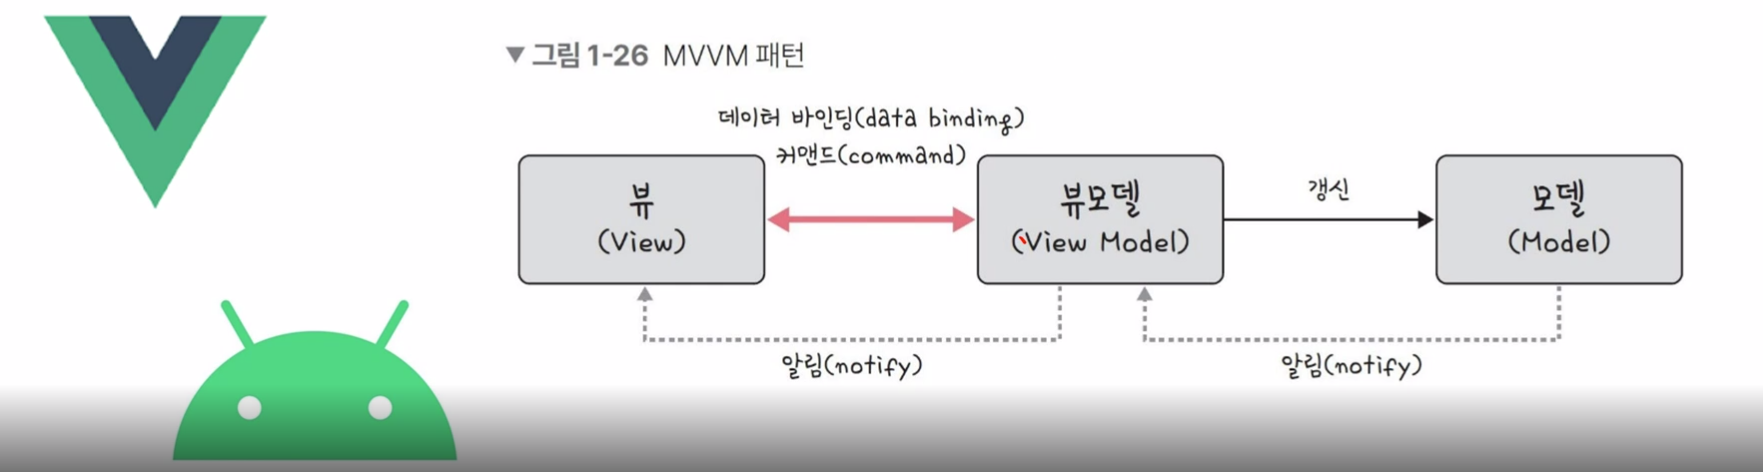 ▼ 그림 1-26 MVVM 패턴
데이터 바인딩(data binding)
커맨드(command)
뷰
(View)
뷰모델
(View Model)
갱신
모델
(Model)
알림(notify)
알림(notify)